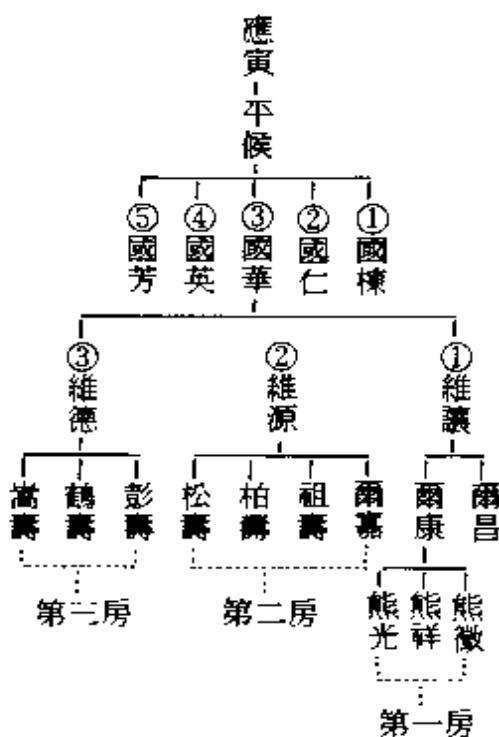 應寅
平候
①國棟
②國仁
③國華
④國英
⑤國芳
①維讓
②維源
③維德
爾昌
爾康
爾嘉
祖壽
柏壽
松壽
彭壽
鶴壽
嵩壽
熊徵
熊祥
熊光
第一房
第二房
第三房